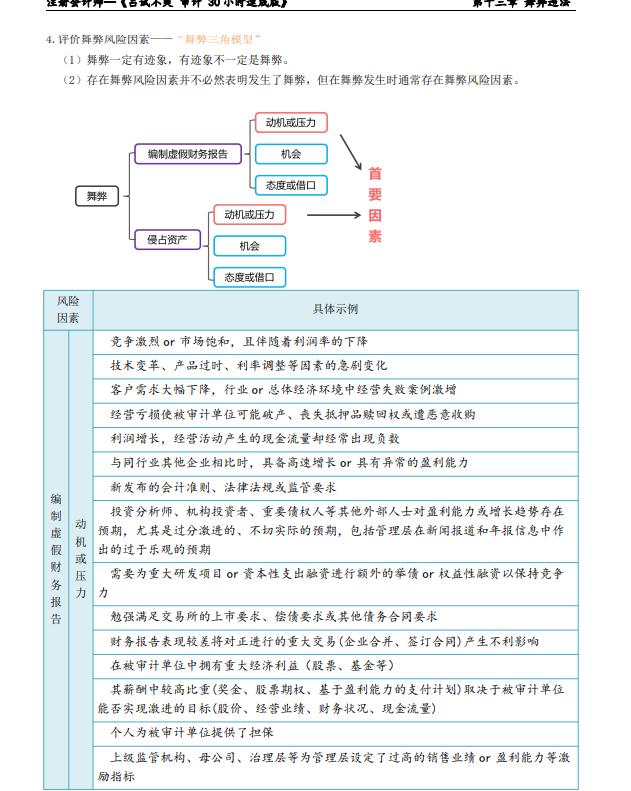 注册会计师—《吕试不爽 审计 30 小时速成版》
第十三章 舞弊违法
4.评价舞弊风险因素——“舞弊三角模型”
（1）舞弊一定有迹象，有迹象不一定是舞弊。
（2）存在舞弊风险因素并不必然表明发生了舞弊，但在舞弊发生时通常存在舞弊风险因素。
舞弊
编制虚假财务报告
动机或压力
机会
态度或借口
侵占资产
动机或压力
机会
态度或借口
首
要
因
素
风险
因素
具体示例
编
制
虚
假
财
务
报
告
动
机
或
压
力
竞争激烈 or 市场饱和，且伴随着利润率的下降
技术变革、产品过时、利率调整等因素的急剧变化
客户需求大幅下降，行业 or 总体经济环境中经营失败案例激增
经营亏损使被审计单位可能破产、丧失抵押品赎回权或遭恶意收购
利润增长，经营活动产生的现金流量却经常出现负数
与同行业其他企业相比时，具备高速增长 or 具有异常的盈利能力
新发布的会计准则、法律法规或监管要求
投资分析师、机构投资者、重要债权人等其他外部人士对盈利能力或增长趋势存在
预期，尤其是过分激进的、不切实际的预期，包括管理层在新闻报道和年报信息中作
出的过于乐观的预期
需要为重大研发项目 or 资本性支出融资进行额外的举债 or 权益性融资以保持竞争
力
勉强满足交易所的上市要求、偿债要求或其他债务合同要求
财务报告表现较差将对正进行的重大交易(企业合并、签订合同)产生不利影响
在被审计单位中拥有重大经济利益（股票、基金等）
其薪酬中较高比重(奖金、股票期权、基于盈利能力的支付计划)取决于被审计单位
能否实现激进的目标(股价、经营业绩、财务状况、现金流量)
个人为被审计单位提供了担保
上级监管机构、母公司、治理层等为管理层设定了过高的销售业绩 or 盈利能力等激
励指标